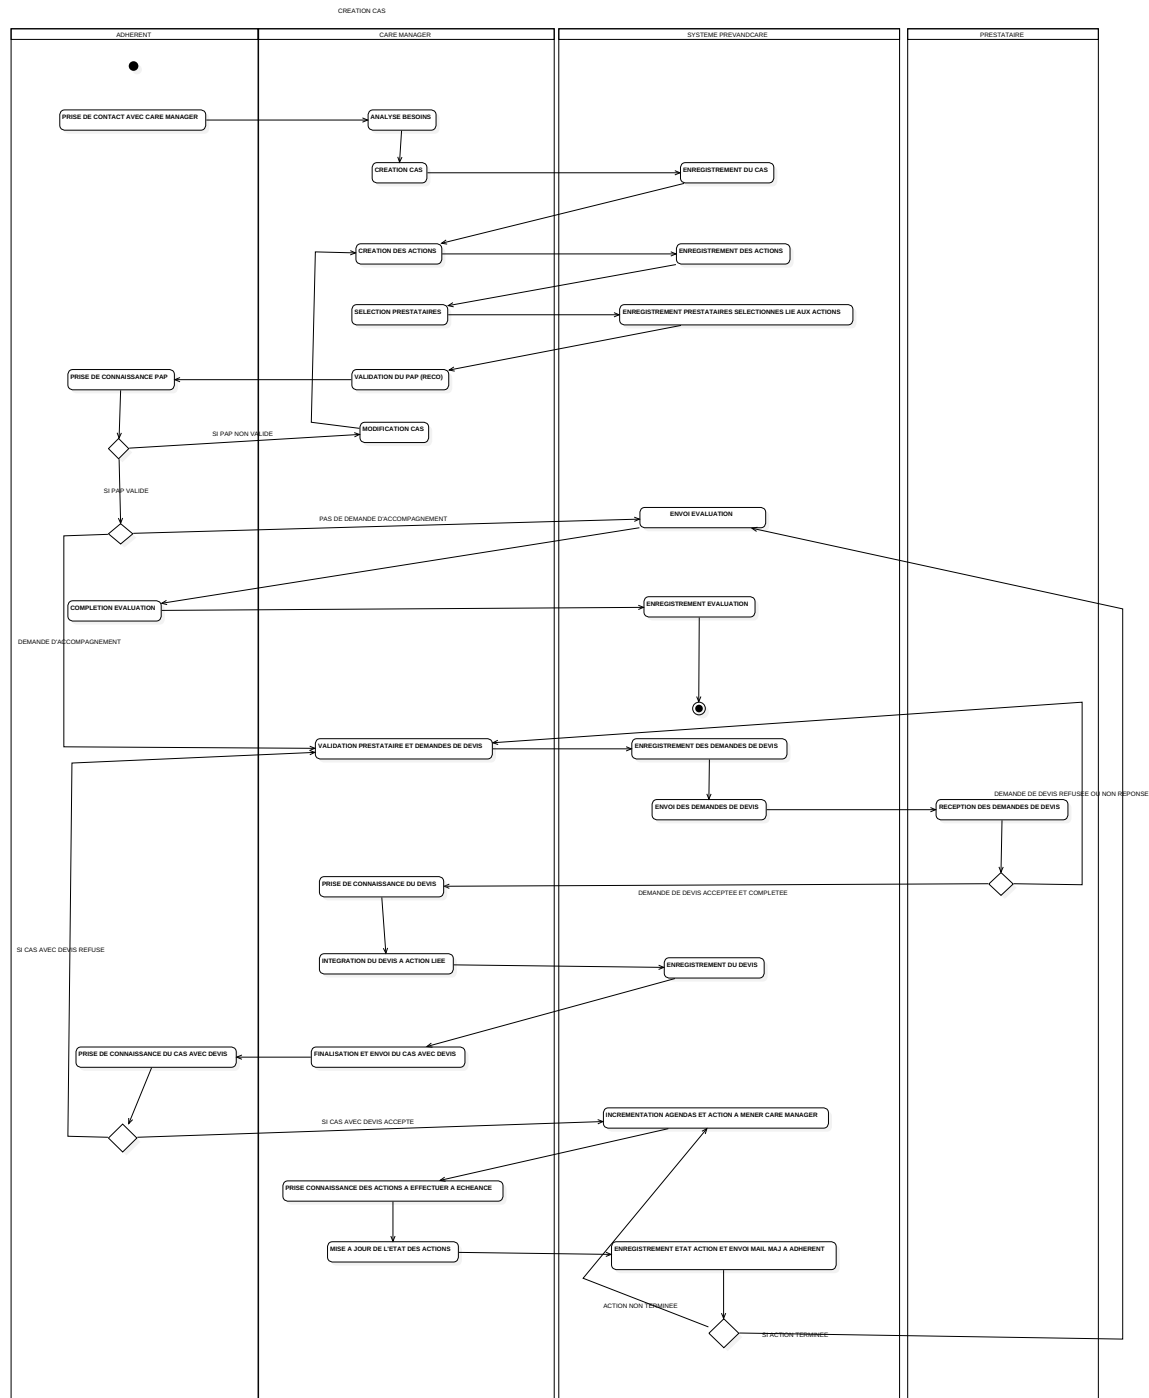 CREATION CAS
ADHERENT
CARE MANAGER
SYSTEME PREVANDCARE
PRESTATAIRE
PRISE DE CONTACT AVEC CARE MANAGER
ANALYSE BESOINS
CREATION CAS
ENREGISTREMENT DU CAS
CREATION DES ACTIONS
ENREGISTREMENT DES ACTIONS
SELECTION PRESTATAIRES
ENREGISTREMENT PRESTATAIRES SELECTIONNES LIE AUX ACTIONS
PRISE DE CONNAISSANCE PAP
VALIDATION DU PAP (RECO)
SI PAP NON VALIDE
MODIFICATION CAS
SI PAP VALIDE
PAS DE DEMANDE D'ACCOMPAGNEMENT
ENVOI EVALUATION
COMPLETION EVALUATION
ENREGISTREMENT EVALUATION
DEMANDE D'ACCOMPAGNEMENT
VALIDATION PRESTATAIRE ET DEMANDES DE DEVIS
ENREGISTREMENT DES DEMANDES DE DEVIS
DEMANDE DE DEVIS REFUSEE OU NON REPONSE
ENVOI DES DEMANDES DE DEVIS
RECEPTION DES DEMANDES DE DEVIS
PRISE DE CONNAISSANCE DU DEVIS
DEMANDE DE DEVIS ACCEPTEE ET COMPLETEE
SI CAS AVEC DEVIS REFUSE
INTEGRATION DU DEVIS A ACTION LIEE
ENREGISTREMENT DU DEVIS
PRISE DE CONNAISSANCE DU CAS AVEC DEVIS
FINALISATION ET ENVOI DU CAS AVEC DEVIS
SI CAS AVEC DEVIS ACCEPTE
INCREMENTATION AGENDAS ET ACTION A MENER CARE MANAGER
PRISE CONNAISSANCE DES ACTIONS A EFFECTUER A ECHEANCE
MISE A JOUR DE L'ETAT DES ACTIONS
ENREGISTREMENT ETAT ACTION ET ENVOI MAIL MAJ A ADHERENT
ACTION NON TERMINEE
SI ACTION TERMINEE